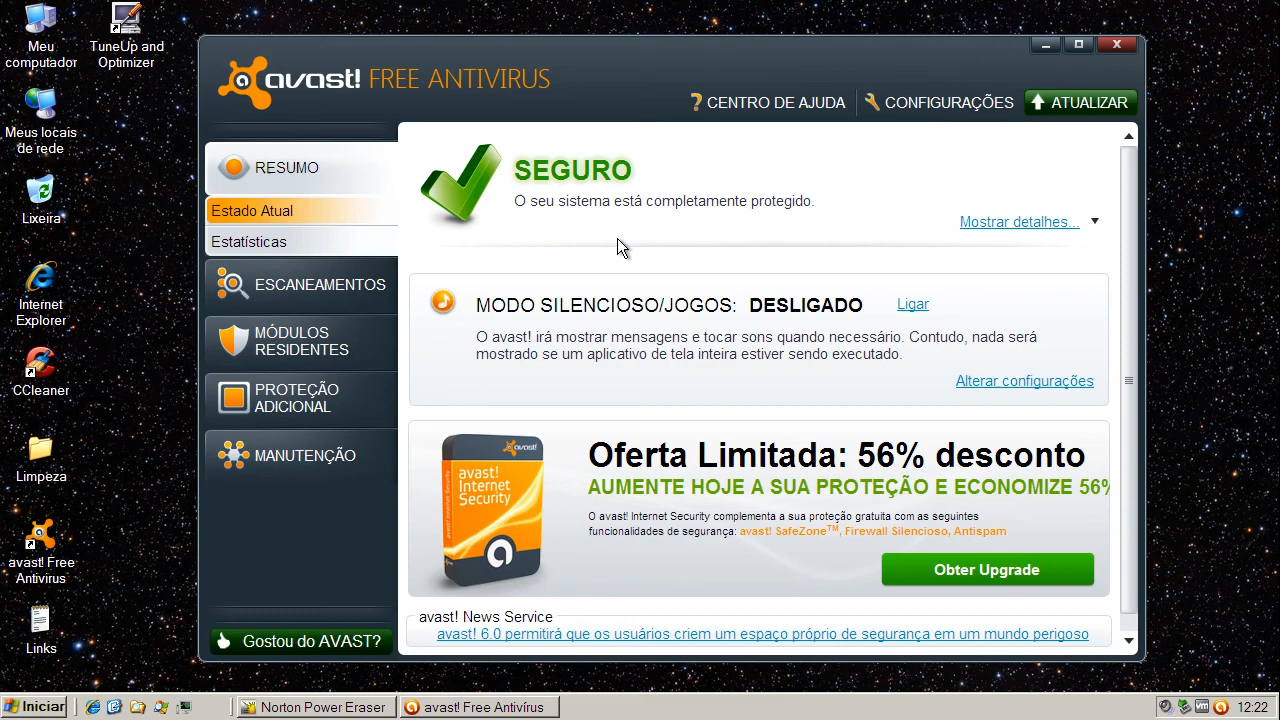 Meu
computador
TuneUp and
Optimizer
Meus locais
de rede
Lixeira
Internet
Explorer
CCleaner
Limpeza
avast! Free
Antivirus
Links
avast! FREE ANTIVIRUS
CENTRO DE AJUDA
CONFIGURAÇÕES
ATUALIZAR
RESUMO
Estado Atual
Estatísticas
ESCANEAMENTOS
MÓDULOS
RESIDENTES
PROTEÇÃO
ADICIONAL
MANUTENÇÃO
Gostou do AVAST?
SEGURO
O seu sistema está completamente protegido.
Mostrar detalhes...
MODO SILENCIOSO/JOGOS: DESLIGADO Ligar
O avast! irá mostrar mensagens e tocar sons quando necessário. Contudo, nada será
mostrado se um aplicativo de tela inteira estiver sendo executado.
Alterar configurações
avast!
avast!
Internet
Security
Oferta Limitada: 56% desconto
AUMENTE HOJE A SUA PROTEÇÃO E ECONOMIZE 56%
O avast! Internet Security complementa a sua proteção gratuita com as seguintes
funcionalidades de segurança: avast! SafeZone™, Firewall Silencioso, Antispam
Obter Upgrade
avast! News Service
avast! 6.0 permitirá que os usuários criem um espaço próprio de segurança em um mundo perigoso
Iniciar
Norton Power Eraser
avast! Free Antivirus
12:22